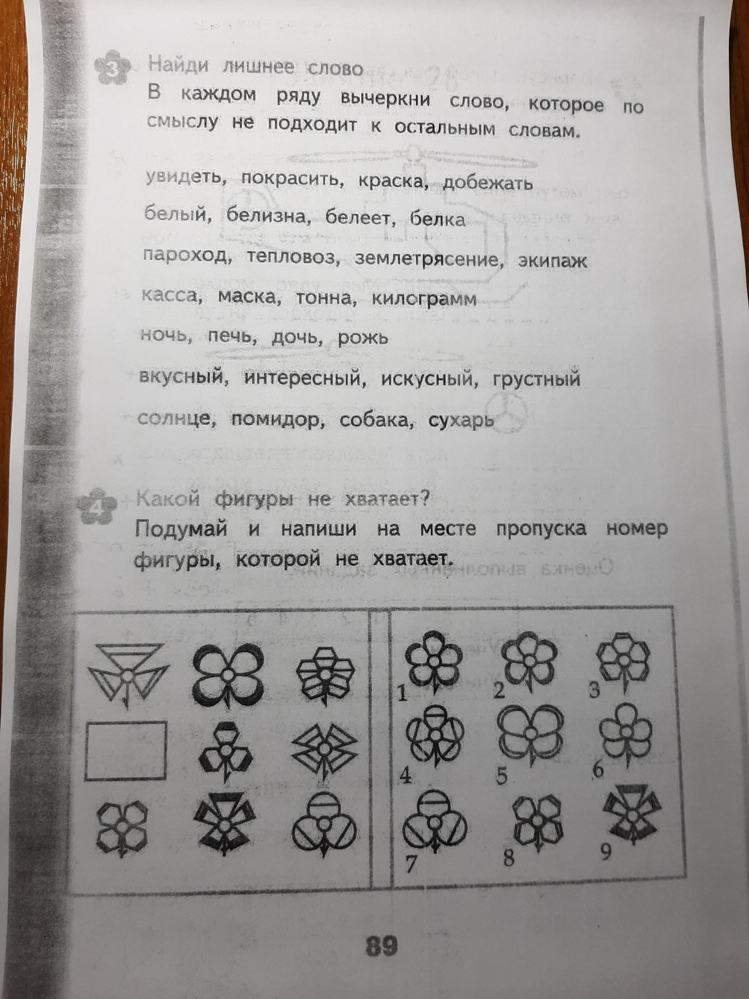 3 Найди лишнее слово
В каждом ряду вычеркни слово, которое по
смыслу не подходит к остальным словам.
увидеть, покрасить, краска, добежать
белый, белизна, белеет, белка
пароход, тепловоз, землетрясение, экипаж
касса, маска, тонна, килограмм
ночь, печь, дочь, рожь
вкусный, интересный, искусный, грустный
солнце, помидор, собака, сухарь
4 Какой фигуры не хватает?
Подумай и напиши на месте пропуска номер
фигуры, которой не хватает.
1 2 3
4 5 6
7 8 9
89